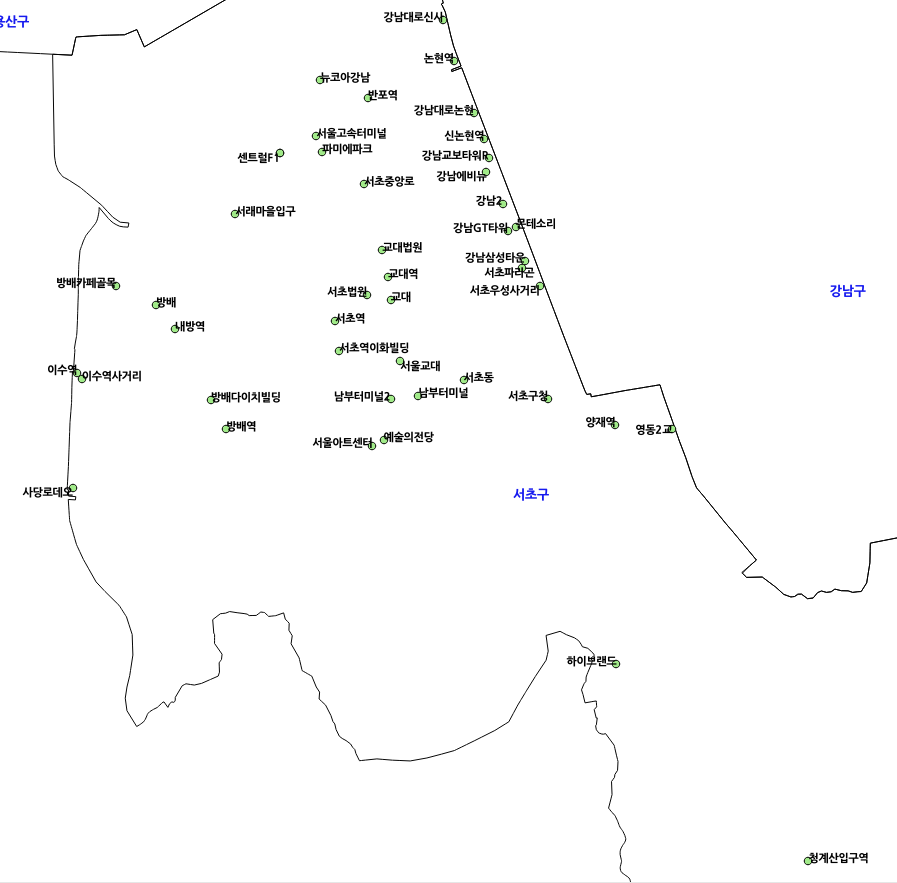 강남대로신사
용산구
논현역
뉴코아강남
반포역
강남대로논현
서울고속터미널
신논현역
파미에파크
강남교보타워R
센트럴F1
강남에비뉴
서초중앙로
강남2
서래마을입구
몬테소리
강남GT타워
교대법원
강남삼성타운
서초파라곤
교대역
방배카페골목
서초우성사거리
강남구
서초법원
교대
방배
서초역
내방역
서초역이화빌딩
서울교대
이수역
이수역사거리
서초동
남부터미널
방배다이치빌딩
남부터미널2
서초구청
양재역
방배역
영동2교
예술의전당
서울아트센터
사당로데오
서초구
하이브랜드
청계산입구역